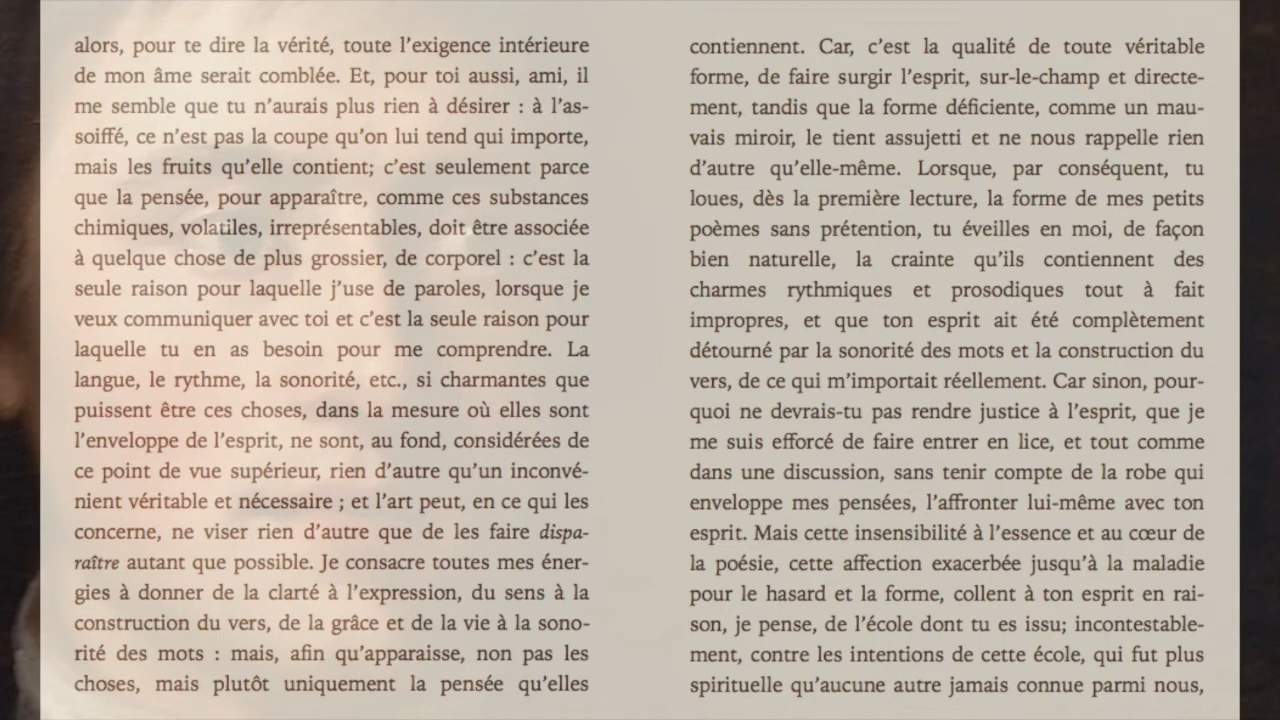 alors, pour te dire la vérité, toute l’exigence intérieure
de mon âme serait comblée. Et, pour toi aussi, ami, il
me semble que tu n’aurais plus rien à désirer : à l’as-
soiffé, ce n’est pas la coupe qu’on lui tend qui importe,
mais les fruits qu’elle contient; c’est seulement parce
que la pensée, pour apparaître, comme ces substances
chimiques, volatiles, irreprésentables, doit être associée
à quelque chose de plus grossier, de corporel : c’est la
seule raison pour laquelle j’use de paroles, lorsque je
veux communiquer avec toi et c’est la seule raison pour
laquelle tu en as besoin pour me comprendre. La
langue, le rythme, la sonorité, etc., si charmantes que
puissent être ces choses, dans la mesure où elles sont
l’enveloppe de l’esprit, ne sont, au fond, considérées de
ce point de vue supérieur, rien d’autre qu’un inconvé-
nient véritable et nécessaire ; et l’art peut, en ce qui les
concerne, ne viser rien d’autre que de les faire dispa-
raître autant que possible. Je consacre toutes mes éner-
gies à donner de la clarté à l’expression, du sens à la
construction du vers, de la grâce et de la vie à la sono-
rité des mots : mais, afin qu’apparaisse, non pas les
choses, mais plutôt uniquement la pensée qu’elles
contiennent. Car, c’est la qualité de toute véritable
forme, de faire surgir l’esprit, sur-le-champ et directe-
ment, tandis que la forme déficiente, comme un mau-
vais miroir, le tient assujetti et ne nous rappelle rien
d’autre qu’elle-même. Lorsque, par conséquent, tu
loues, dès la première lecture, la forme de mes petits
poèmes sans prétention, tu éveilles en moi, de façon
bien naturelle, la crainte qu’ils contiennent des
charmes rythmiques et prosodiques tout à fait
impropres, et que ton esprit ait été complètement
détourné par la sonorité des mots et la construction du
vers, de ce qui m’importait réellement. Car sinon, pour-
quoi ne devrais-tu pas rendre justice à l’esprit, que je
me suis efforcé de faire entrer en lice, et tout comme
dans une discussion, sans tenir compte de la robe qui
enveloppe mes pensées, l’affronter lui-même avec ton
esprit. Mais cette insensibilité à l’essence et au cœur de
la poésie, cette affection exacerbée jusqu’à la maladie
pour le hasard et la forme, collent à ton esprit en rai-
son, je pense, de l’école dont tu es issu; incontestable-
ment, contre les intentions de cette école, qui fut plus
spirituelle qu’aucune autre jamais connue parmi nous,